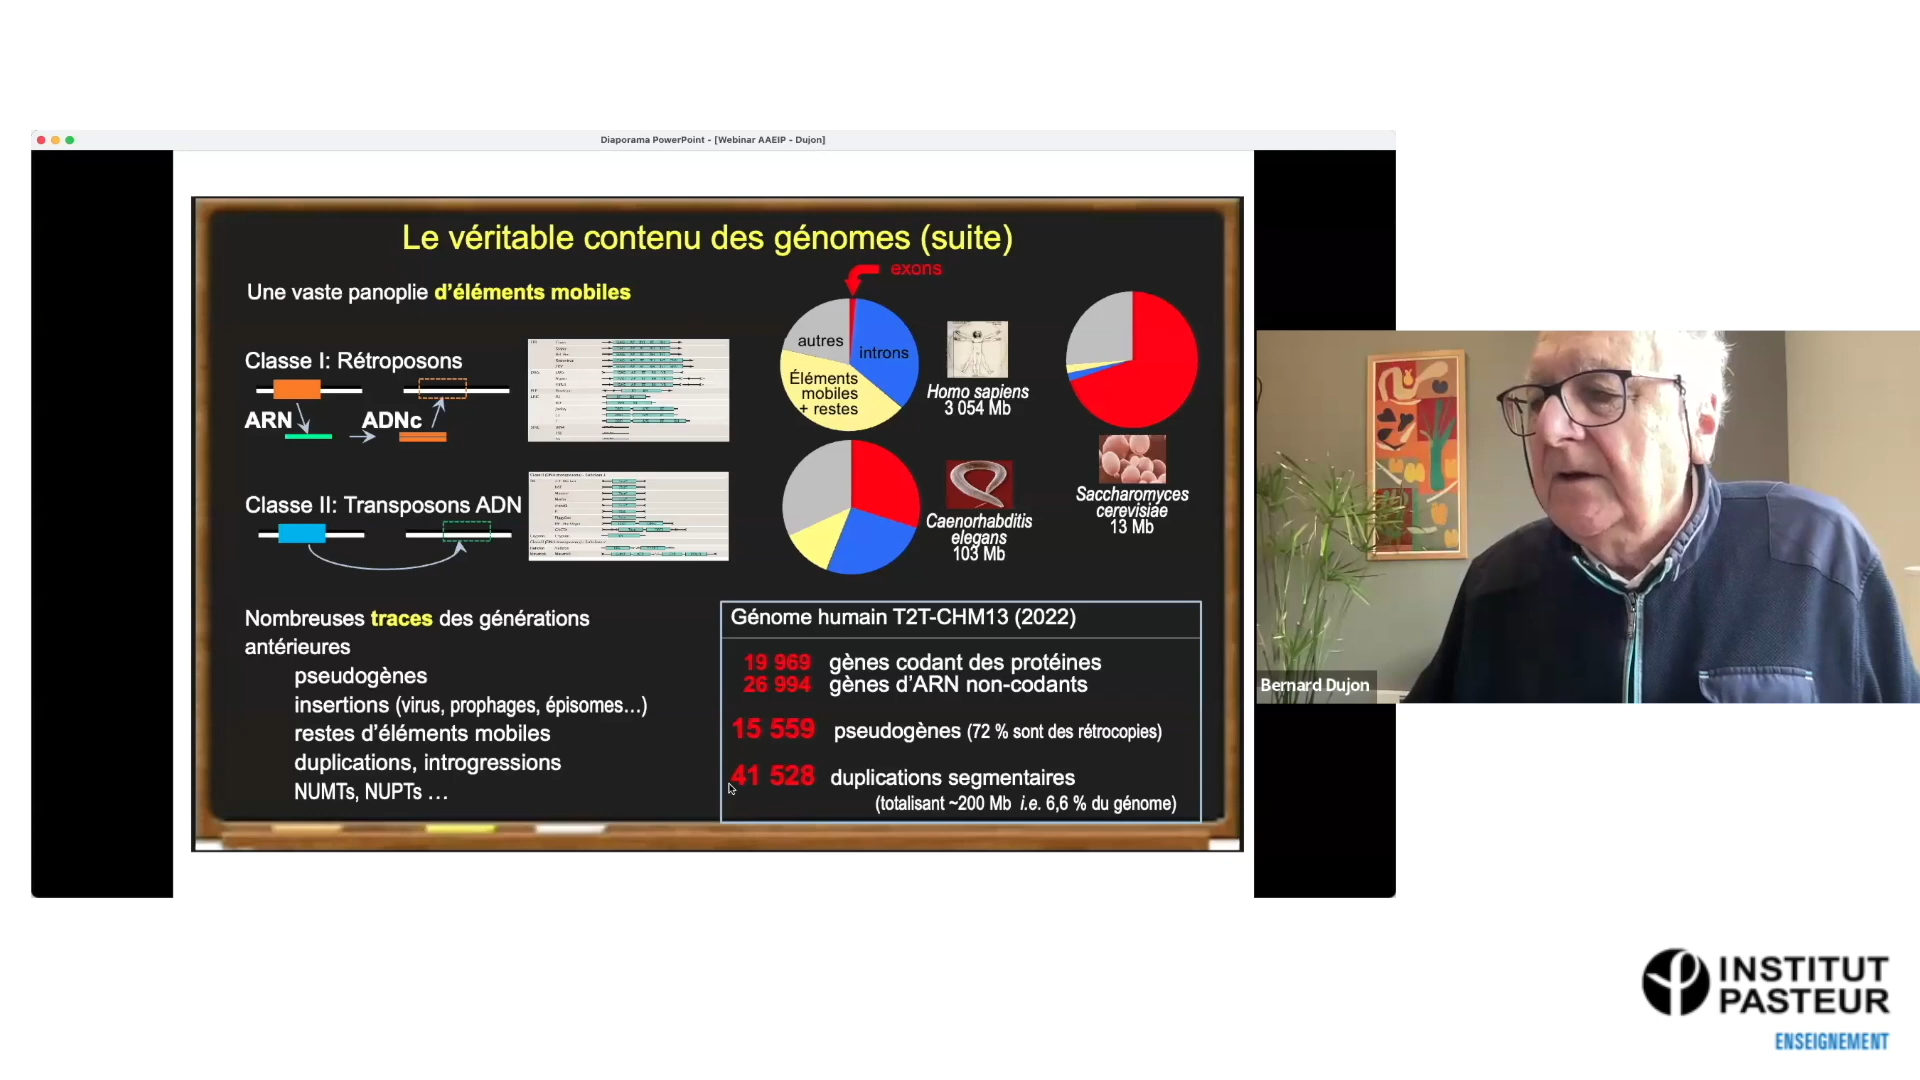 Diaporama PowerPoint - [Webinar AAEIP - Dujon]
Le véritable contenu des génomes (suite)
Une vaste panoplie d'éléments mobiles
Classe I: Rétroposons
ARN
ADNc
Classe II: Transposons ADN
Nombreuses traces des générations
antérieures
pseudogènes
insertions (virus, prophages, épisomes...)
restes d'éléments mobiles
duplications, introgressions
NUMTs, NUPTs ...
exons
autres
introns
Éléments
mobiles
+ restes
Homo sapiens
3 054 Mb
Caenorhabditis
elegans
103 Mb
Saccharomyces
cerevisiae
13 Mb
Génome humain T2T-CHM13 (2022)
19 969 gènes codant des protéines
26 994 gènes d'ARN non-codants
15 559 pseudogènes (72 % sont des rétrocopies)
41 528 duplications segmentaires
(totalisant ~200 Mb i.e. 6,6 % du génome)
Bernard Dujon
INSTITUT
PASTEUR
ENSEIGNEMENT